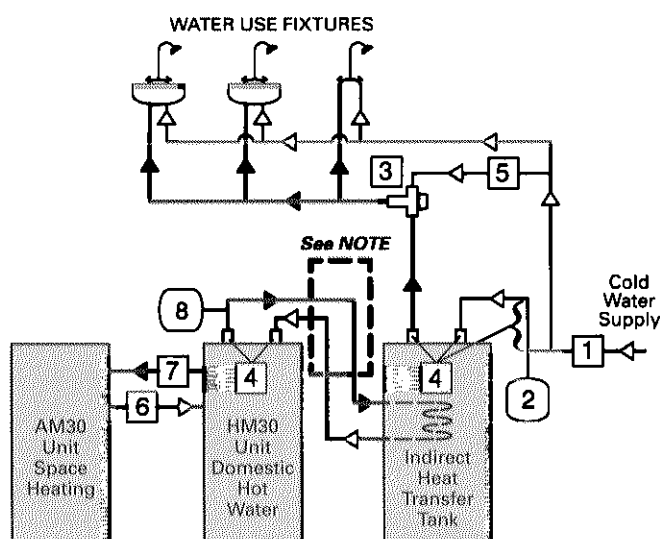 WATER USE FIXTURES
3
5
See NOTE
Cold
Water
Supply
8
1
7
4
4
2
6
AM30
Unit
Space
Heating
HM30
Unit
Domestic
Hot
Water
Indirect
Heat
Transfer
Tank